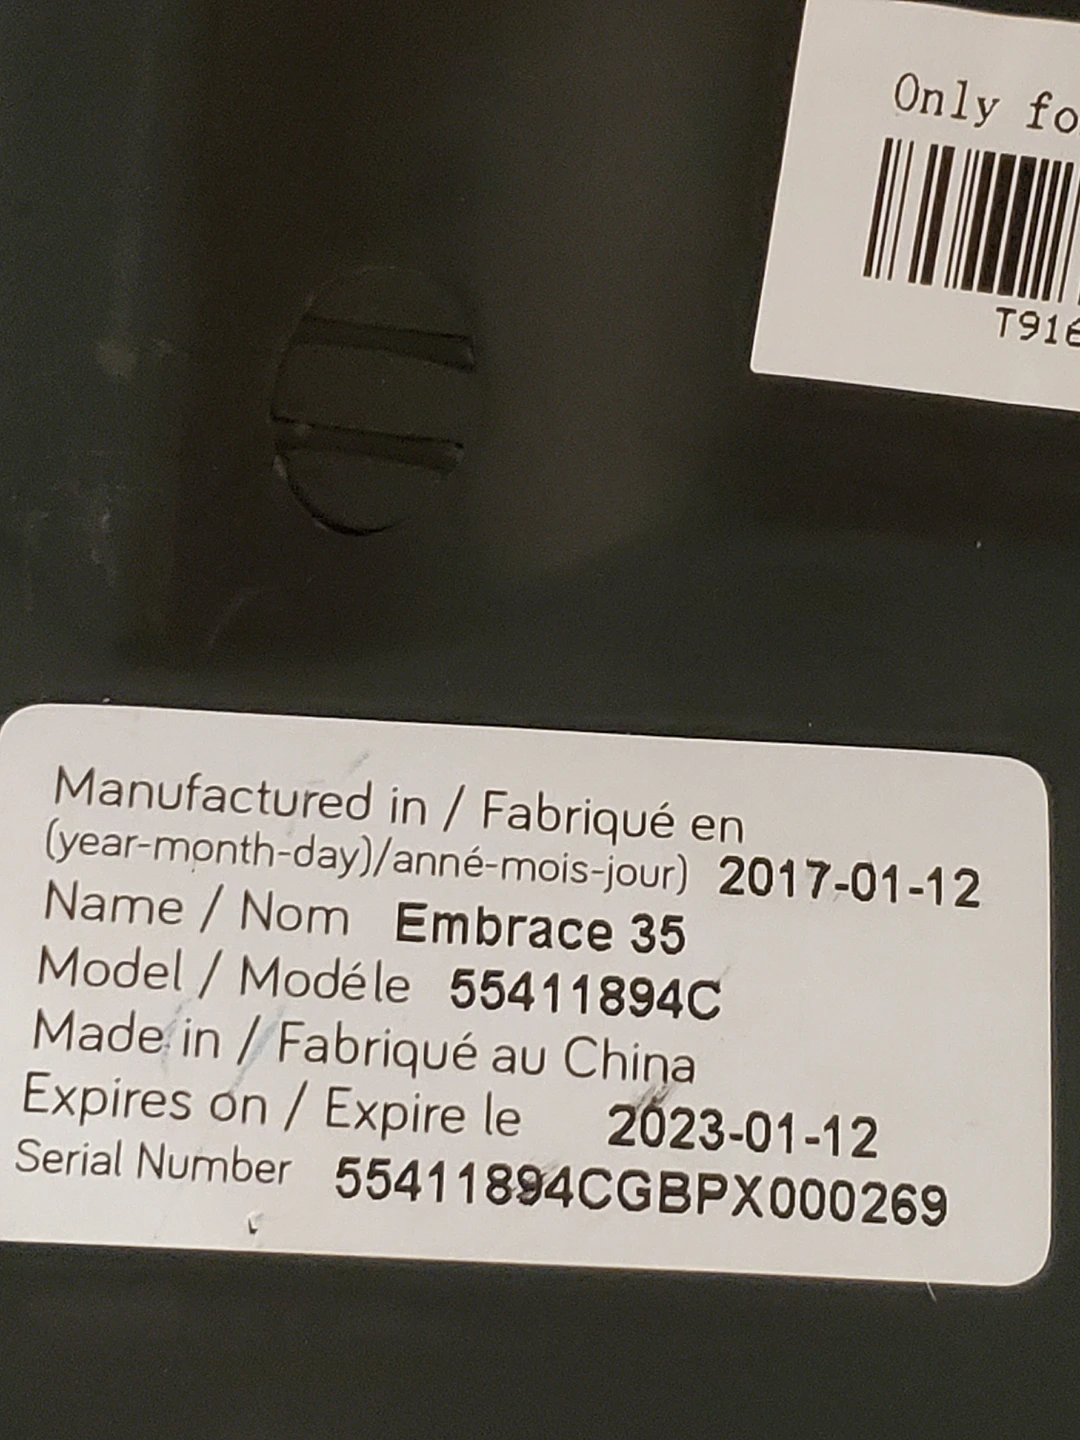 Only fo
T916
Manufactured in / Fabriqué en
(year-month-day)/anné-mois-jour) 2017-01-12
Name / Nom Embrace 35
Model / Modéle 55411894C
Made in / Fabriqué au China
Expires on / Expire le 2023-01-12
Serial Number 55411894CGBPX000269